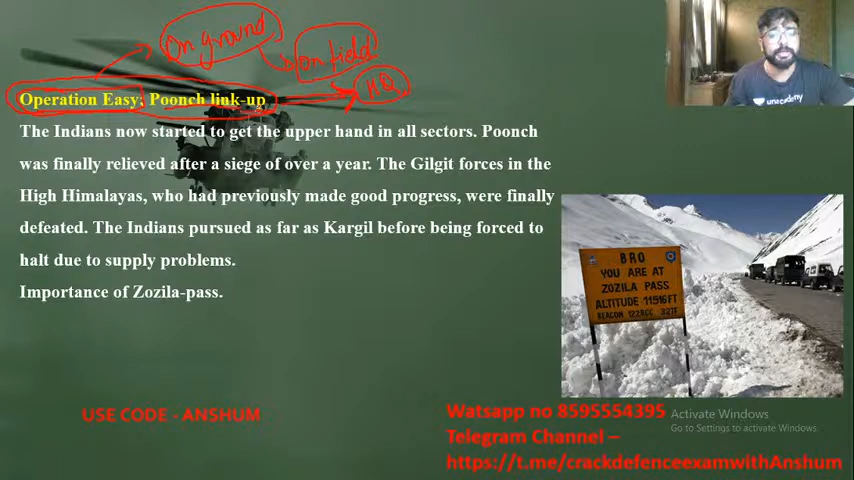 On ground
on field
HQ
Operation Easy; Poonch link-up
The Indians now started to get the upper hand in all sectors. Poonch
was finally relieved after a siege of over a year. The Gilgit forces in the
High Himalayas, who had previously made good progress, were finally
defeated. The Indians pursued as far as Kargil before being forced to
halt due to supply problems.
Importance of Zozila-pass.
unacademy
BRO
YOU ARE AT
ZOZILA PASS
ALTITUDE 11516FT
BEACON 122RCC 32TF
USE CODE - ANSHUM
Watsapp no 8595554395
Telegram Channel –
https://t.me/crackdefenceexamwithAnshum
Activate Windows
Go to Settings to activate Windows.